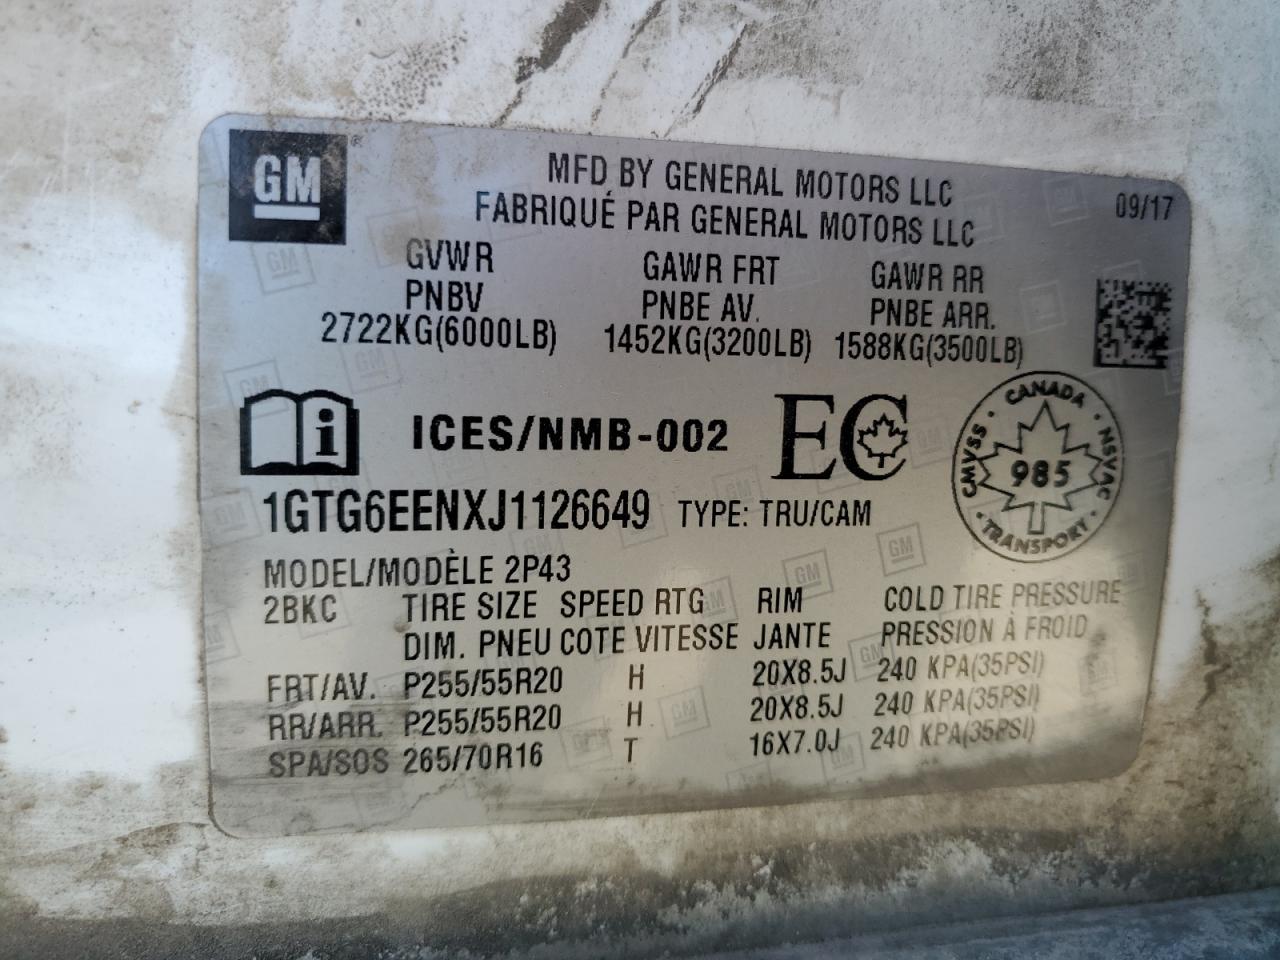 GM
MFD BY GENERAL MOTORS LLC
FABRIQUÉ PAR GENERAL MOTORS LLC
09/17
GVWR GAWR FRT GAWR RR
PNBV PNBE AV. PNBE ARR.
2722KG(6000LB) 1452KG(3200LB) 1588KG(3500LB)
i ICES/NMB-002 EC
CANADA
CMVSS · NSVAC
985
TRANSPORT
1GTG6EENXJ1126649 TYPE: TRU/CAM
MODEL/MODÈLE 2P43
2BKC TIRE SIZE SPEED RTG RIM COLD TIRE PRESSURE
DIM. PNEU COTE VITESSE JANTE PRESSION À FROID
FRT/AV. P255/55R20 H 20X8.5J 240 KPA(35PSI)
RR/ARR. P255/55R20 H 20X8.5J 240 KPA(35PSI)
SPA/SOS 265/70R16 T 16X7.0J 240 KPA(35PSI)